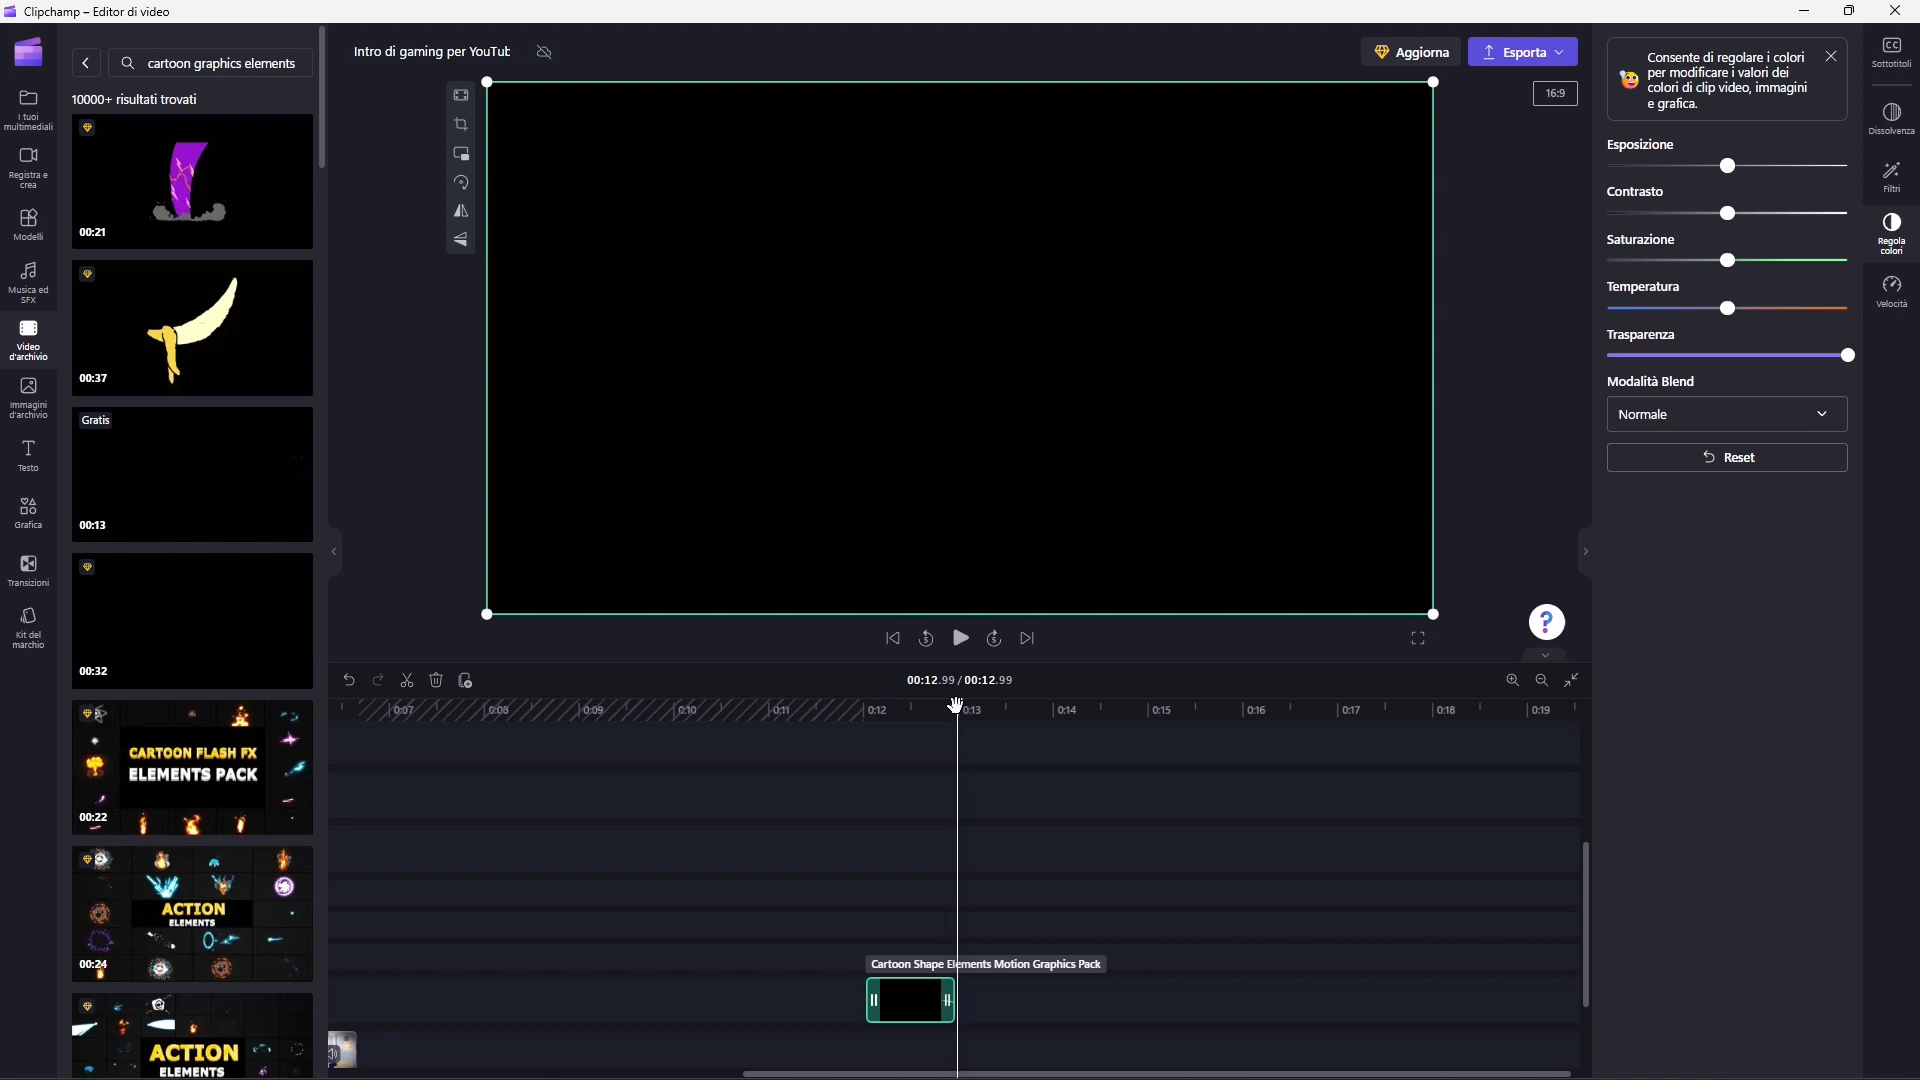 Clipchamp – Editor di video
Intro di gaming per YouTub
Aggiorna
Esporta
16:9
cartoon graphics elements
10000+ risultati trovati
I tuoi
multimediali
Registra e
crea
Modelli
Musica ed
SFX
Video
d'archivio
Immagini
d'archivio
Testo
Grafica
Transizioni
Kit del
marchio
00:21
00:37
Gratis
00:13
00:32
CARTOON FLASH FX
ELEMENTS PACK
00:22
ACTION
ELEMENTS
00:24
ACTION
ELEMENTS
Consente di regolare i colori
per modificare i valori dei
colori di clip video, immagini
e grafica.
Esposizione
Contrasto
Saturazione
Temperatura
Trasparenza
Modalità Blend
Normale
Reset
CC
Sottotitoli
Dissolvenza
Filtri
Regola
colori
Velocità
5
5
?
00:12.99 / 00:12.99
0:07
0:08
0:09
0:10
0:11
0:12
0:13
0:14
0:15
0:16
0:17
0:18
0:19
Cartoon Shape Elements Motion Graphics Pack